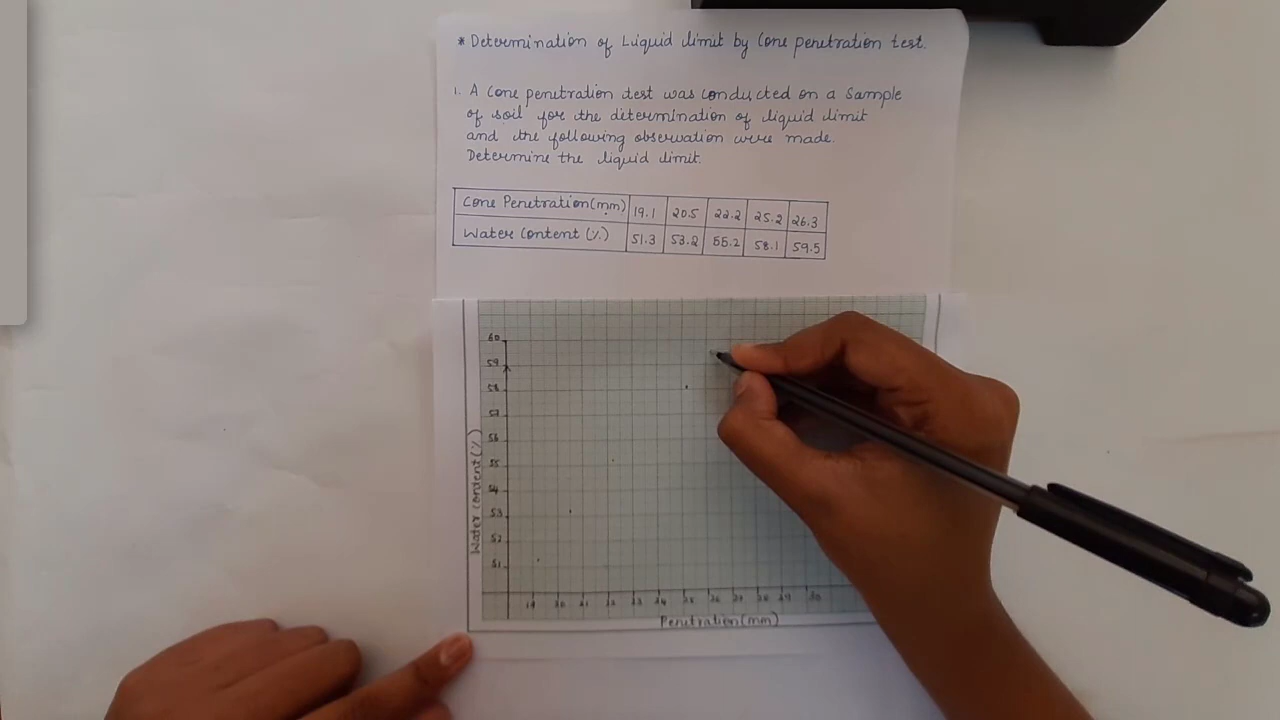 * Determination of Liquid limit by Cone penetration test.
1. A Cone penetration test was conducted on a Sample
of soil for the determination of liquid limit
and the following observation were made.
Determine the liquid limit.
Cone Penetration(mm) 19.1 20.5 22.2 25.2 26.3
Water Content (%) 51.3 53.2 55.2 58.1 59.5
60
59
58
57
56
55
54
53
52
51
Water Content (%)
19 20 21 22 23 24 25 26 27 28 29 30
Penetration(mm)